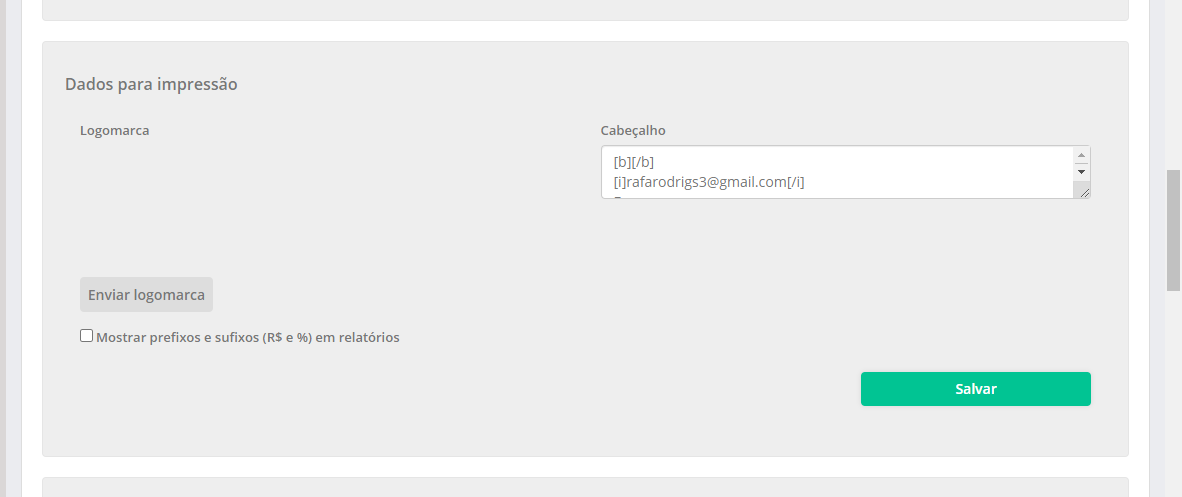 Dados para impressão
Logomarca
Cabeçalho
[b][/b]
[i]rafarodrigs3@gmail.com[/i]
Enviar logomarca
Mostrar prefixos e sufixos (R$ e %) em relatórios
Salvar